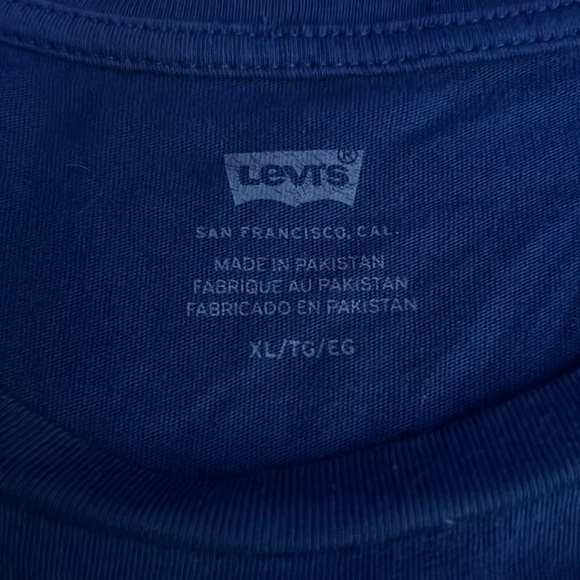 Levi's®
SAN FRANCISCO, CAL.
MADE IN PAKISTAN
FABRIQUE AU PAKISTAN
FABRICADO EN PAKISTAN
XL/TG/EG